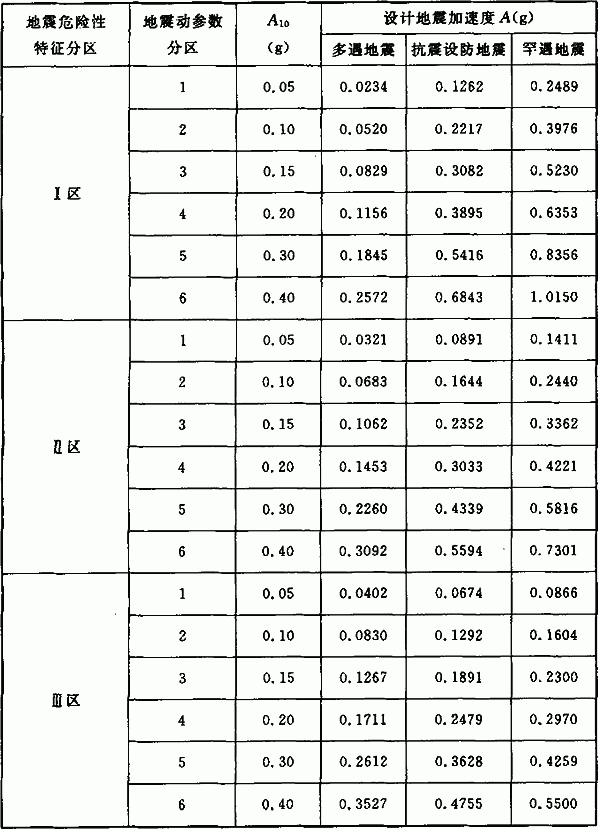 地震危险性 地震动参数 A10 设计地震加速度 A(g)
特征分区 分区 (g) 多遇地震 抗震设防地震 罕遇地震
Ⅰ区
1 0.05 0.0234 0.1262 0.2489
2 0.10 0.0520 0.2217 0.3976
3 0.15 0.0829 0.3082 0.5230
4 0.20 0.1156 0.3895 0.6353
5 0.30 0.1845 0.5416 0.8356
6 0.40 0.2572 0.6843 1.0150
Ⅱ区
1 0.05 0.0321 0.0891 0.1411
2 0.10 0.0683 0.1644 0.2440
3 0.15 0.1062 0.2352 0.3362
4 0.20 0.1453 0.3033 0.4221
5 0.30 0.2260 0.4339 0.5816
6 0.40 0.3092 0.5594 0.7301
Ⅲ区
1 0.05 0.0402 0.0674 0.0866
2 0.10 0.0830 0.1292 0.1604
3 0.15 0.1267 0.1891 0.2300
4 0.20 0.1711 0.2479 0.2970
5 0.30 0.2612 0.3628 0.4259
6 0.40 0.3527 0.4755 0.5500